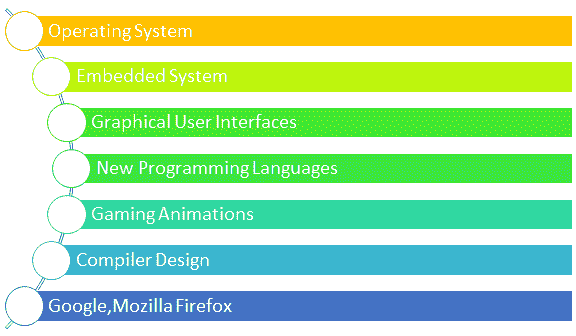 Operating System
Embedded System
Graphical User Interfaces
New Programming Languages
Gaming Animations
Compiler Design
Google,Mozilla Firefox